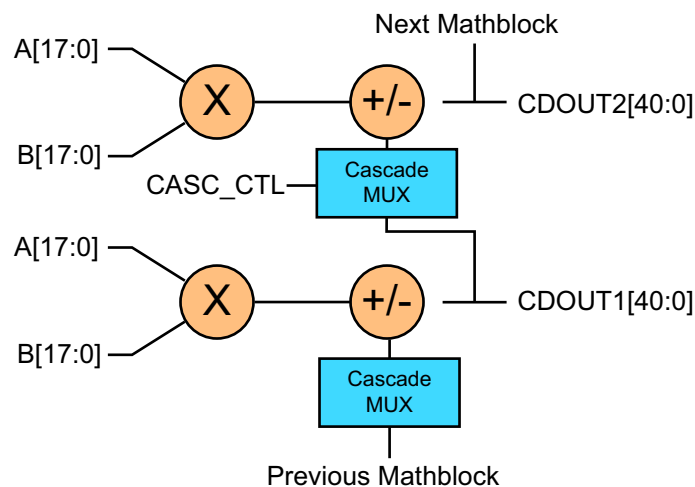 Next Mathblock
A[17:0]
X
+/-
CDOUT2[40:0]
B[17:0]
CASC_CTL
Cascade
MUX
A[17:0]
X
+/-
CDOUT1[40:0]
B[17:0]
Cascade
MUX
Previous Mathblock